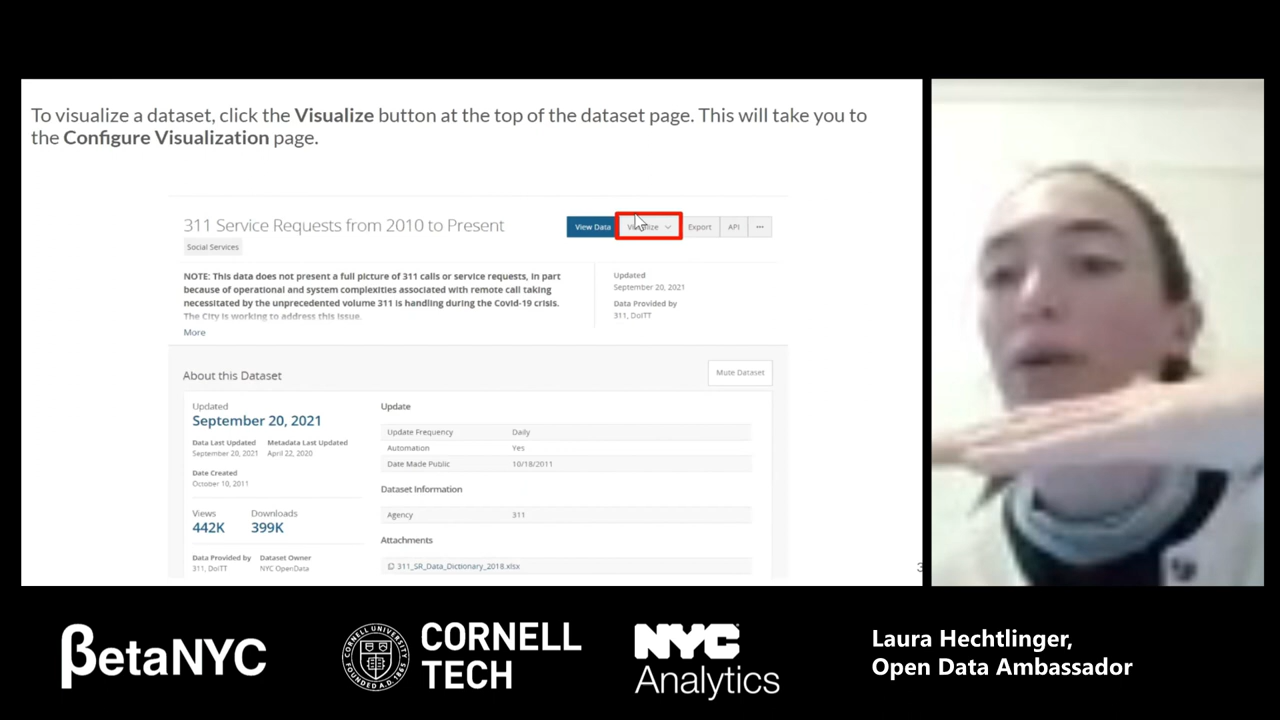 To visualize a dataset, click the Visualize button at the top of the dataset page. This will take you to
the Configure Visualization page.
311 Service Requests from 2010 to Present
View Data
Export
API
Social Services
NOTE: This data does not present a full picture of 311 calls or service requests, in part
because of operational and system complexities associated with remote call taking
necessitated by the unprecedented volume 311 is handling during the Covid-19 crisis.
The City is working to address this issue.
More
Updated
September 20, 2021
Data Provided by
311, DoITT
About this Dataset
Mute Dataset
Updated
September 20, 2021
Data Last Updated Metadata Last Updated
September 20, 2021 April 22, 2020
Date Created
October 10, 2011
Views Downloads
442K 399K
Data Provided by Dataset Owner
311, DoITT NYC OpenData
Update
Update Frequency Daily
Automation Yes
Date Made Public 10/18/2011
Dataset Information
Agency 311
Attachments
311_SR_Data_Dictionary_2018.xlsx
βetaNYC
CORNELL UNIVERSITY
FOUNDED A.D. 1865
CORNELL
TECH
NYC
Analytics
Laura Hechtlinger,
Open Data Ambassador